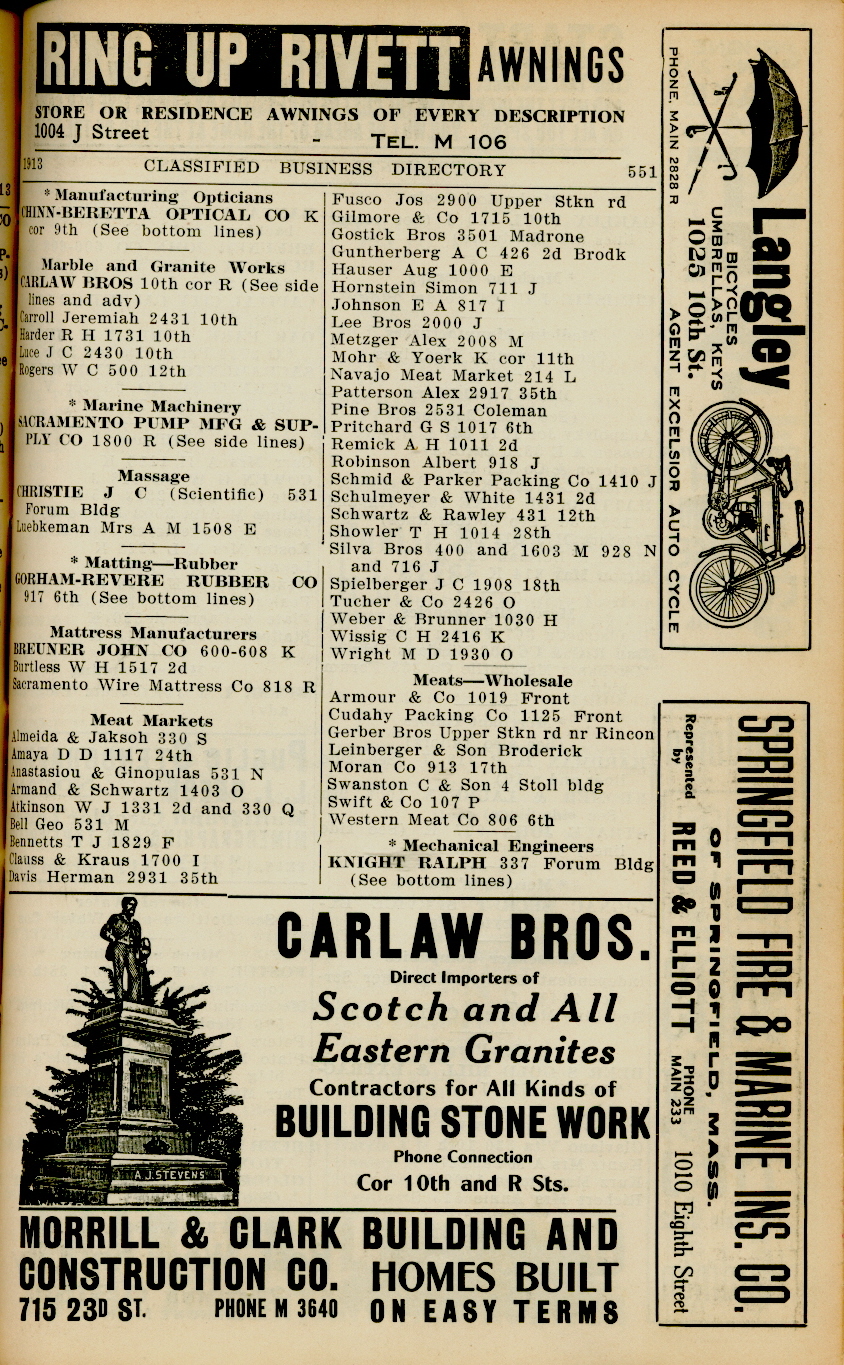 RING UP RIVETT AWNINGS
STORE OR RESIDENCE AWNINGS OF EVERY DESCRIPTION
1004 J Street - TEL. M 106
1913 CLASSIFIED BUSINESS DIRECTORY 551
* Manufacturing Opticians
CHINN-BERETTA OPTICAL CO K
cor 9th (See bottom lines)
Marble and Granite Works
CARLAW BROS 10th cor R (See side
lines and adv)
Carroll Jeremiah 2431 10th
Harder R H 1731 10th
Luce J C 2430 10th
Rogers W C 500 12th
* Marine Machinery
SACRAMENTO PUMP MFG & SUP-
PLY CO 1800 R (See side lines)
Massage
CHRISTIE J C (Scientific) 531
Forum Bldg
Luebkeman Mrs A M 1508 E
* Matting—Rubber
GORHAM-REVERE RUBBER CO
917 6th (See bottom lines)
Mattress Manufacturers
BREUNER JOHN CO 600-608 K
Burtless W H 1517 2d
Sacramento Wire Mattress Co 818 R
Meat Markets
Almeida & Jaksoh 330 S
Amaya D D 1117 24th
Anastasiou & Ginopulas 531 N
Armand & Schwartz 1403 O
Atkinson W J 1331 2d and 330 Q
Bell Geo 531 M
Bennetts T J 1829 F
Clauss & Kraus 1700 I
Davis Herman 2931 35th
Fusco Jos 2900 Upper Stkn rd
Gilmore & Co 1715 10th
Gostick Bros 3501 Madrone
Guntherberg A C 426 2d Brodk
Hauser Aug 1000 E
Hornstein Simon 711 J
Johnson E A 817 I
Lee Bros 2000 J
Metzger Alex 2008 M
Mohr & Yoerk K cor 11th
Navajo Meat Market 214 L
Patterson Alex 2917 35th
Pine Bros 2531 Coleman
Pritchard G S 1017 6th
Remick A H 1011 2d
Robinson Albert 918 J
Schmid & Parker Packing Co 1410 J
Schulmeyer & White 1431 2d
Schwartz & Rawley 431 12th
Showler T H 1014 28th
Silva Bros 400 and 1603 M 928 N
and 716 J
Spielberger J C 1908 18th
Tucher & Co 2426 O
Weber & Brunner 1030 H
Wissig C H 2416 K
Wright M D 1930 O
Meats—Wholesale
Armour & Co 1019 Front
Cudahy Packing Co 1125 Front
Gerber Bros Upper Stkn rd nr Rincon
Leinberger & Son Broderick
Moran Co 913 17th
Swanston C & Son 4 Stoll bldg
Swift & Co 107 P
Western Meat Co 806 6th
* Mechanical Engineers
KNIGHT RALPH 337 Forum Bldg
(See bottom lines)
Langley
BICYCLES
UMBRELLAS, KEYS
1025 10th St.
PHONE, MAIN 2828 R AGENT EXCELSIOR AUTO CYCLE
SPRINGFIELD FIRE & MARINE INS. CO.
OF SPRINGFIELD, MASS.
Represented by REED & ELLIOTT PHONE MAIN 233 1010 Eighth Street
A.J. STEVENS
CARLAW BROS.
Direct Importers of
Scotch and All
Eastern Granites
Contractors for All Kinds of
BUILDING STONE WORK
Phone Connection
Cor 10th and R Sts.
MORRILL & CLARK BUILDING AND
CONSTRUCTION CO. HOMES BUILT
715 23D ST. PHONE M 3640 ON EASY TERMS